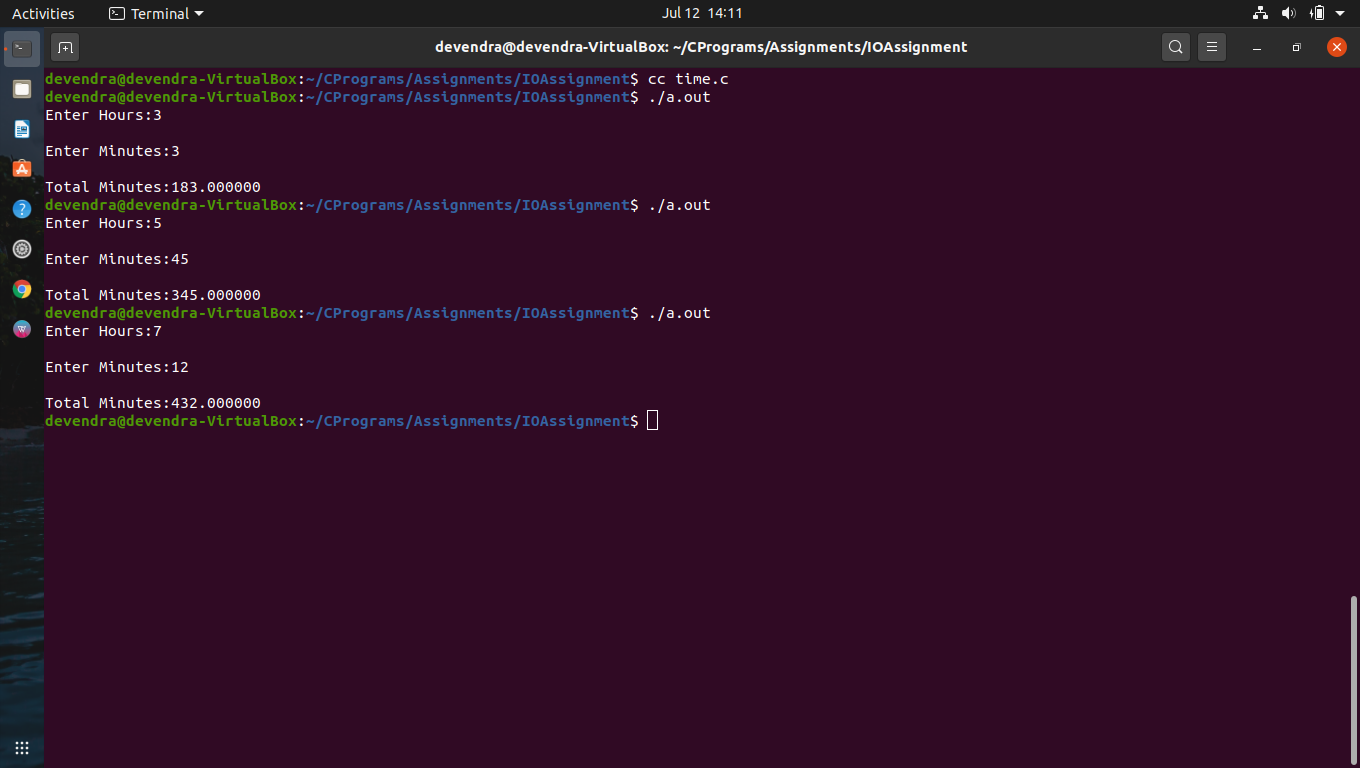 Activities Terminal Jul 12 14:11
devendra@devendra-VirtualBox: ~/CPrograms/Assignments/IOAssignment
devendra@devendra-VirtualBox:~/CPrograms/Assignments/IOAssignment$ cc time.c
devendra@devendra-VirtualBox:~/CPrograms/Assignments/IOAssignment$ ./a.out
Enter Hours:3
Enter Minutes:3
Total Minutes:183.000000
devendra@devendra-VirtualBox:~/CPrograms/Assignments/IOAssignment$ ./a.out
Enter Hours:5
Enter Minutes:45
Total Minutes:345.000000
devendra@devendra-VirtualBox:~/CPrograms/Assignments/IOAssignment$ ./a.out
Enter Hours:7
Enter Minutes:12
Total Minutes:432.000000
devendra@devendra-VirtualBox:~/CPrograms/Assignments/IOAssignment$